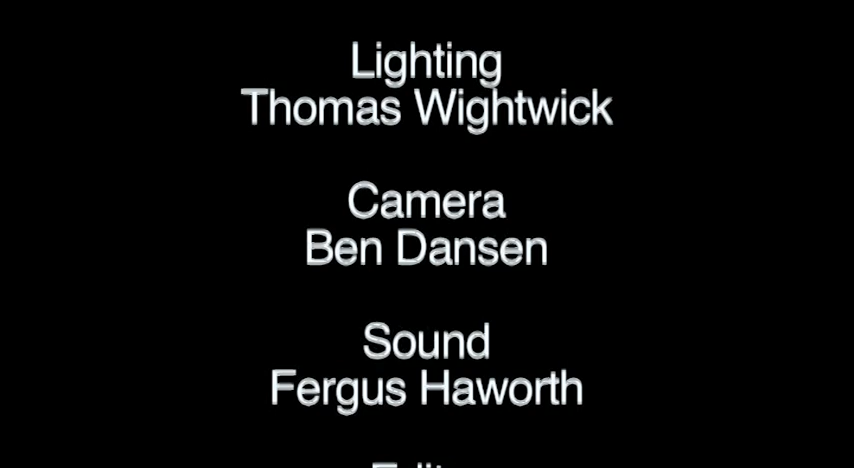 Lighting
Thomas Wightwick
Camera
Ben Dansen
Sound
Fergus Haworth